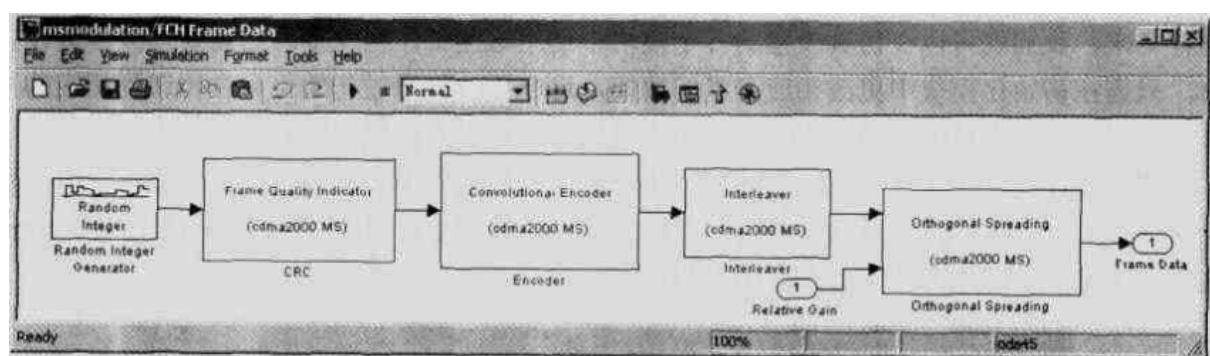 msmodulation/FCH Frame Data
File Edit View Simulation Format Tools Help
Normal
Random
Integer
Random Integer
Generator
Frame Quality Indicator
(cdma2000 MS)
CRC
Convolutional Encoder
(cdma2000 MS)
Encoder
Interleaver
(cdma2000 MS)
Interleaver
1
Relative Gain
Orthogonal Spreading
(cdma2000 MS)
Orthogonal Spreading
1
Frame Data
Ready
100%
ode45